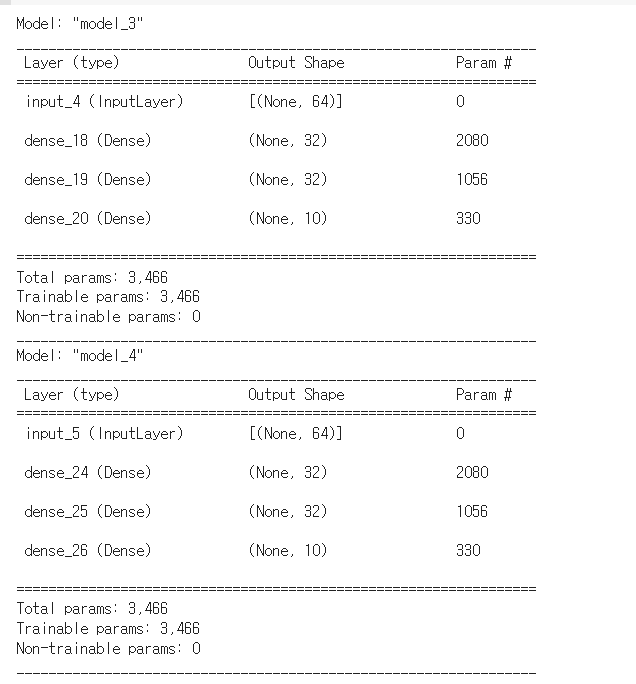 Model: "model_3"
_________________________________________________________________
Layer (type) Output Shape Param #
=================================================================
input_4 (InputLayer) [(None, 64)] 0
dense_18 (Dense) (None, 32) 2080
dense_19 (Dense) (None, 32) 1056
dense_20 (Dense) (None, 10) 330
=================================================================
Total params: 3,466
Trainable params: 3,466
Non-trainable params: 0
_________________________________________________________________
Model: "model_4"
_________________________________________________________________
Layer (type) Output Shape Param #
=================================================================
input_5 (InputLayer) [(None, 64)] 0
dense_24 (Dense) (None, 32) 2080
dense_25 (Dense) (None, 32) 1056
dense_26 (Dense) (None, 10) 330
=================================================================
Total params: 3,466
Trainable params: 3,466
Non-trainable params: 0
_________________________________________________________________